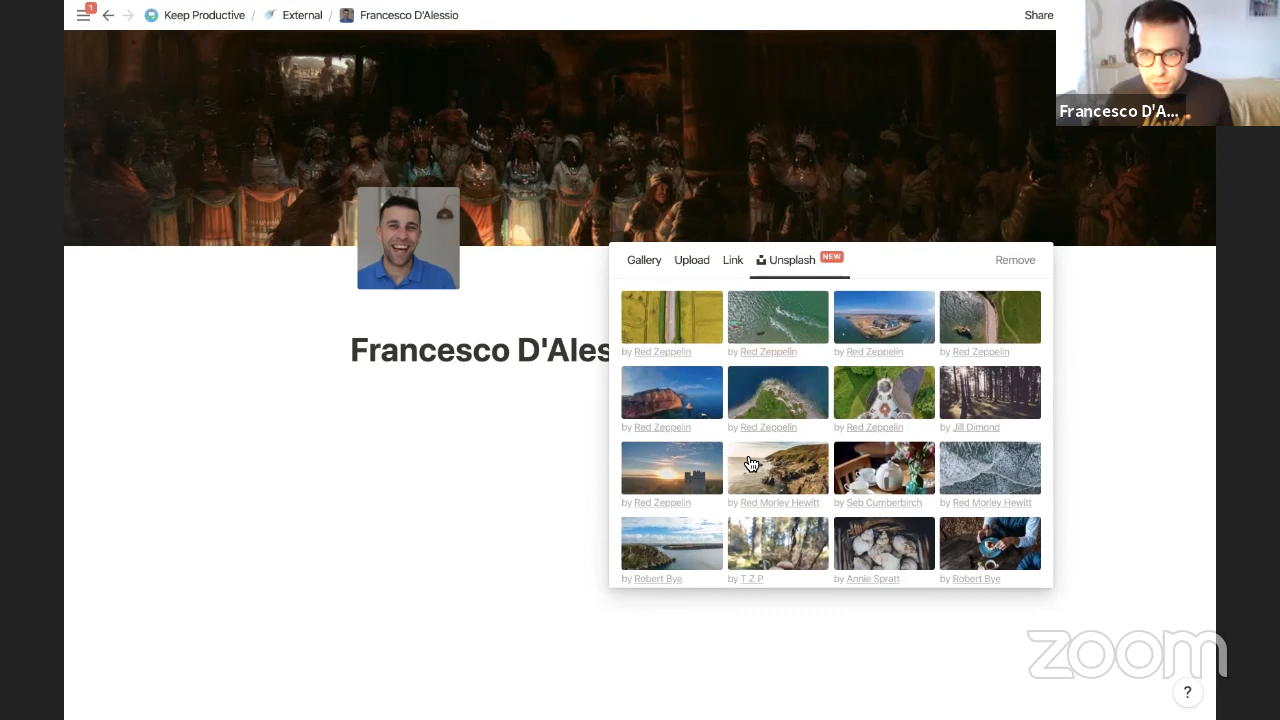 1
Keep Productive / External / Francesco D'Alessio
Share
Francesco D'A...
Gallery Upload Link Unsplash NEW Remove
Francesco D'Ales
by Red Zeppelin by Red Zeppelin by Red Zeppelin by Red Zeppelin
by Red Zeppelin by Red Zeppelin by Red Zeppelin by Jill Dimond
by Red Zeppelin by Red Morley Hewitt by Seb Cumberbirch by Red Morley Hewitt
by Robert Bye by T Z P by Annie Spratt by Robert Bye
zoom
?